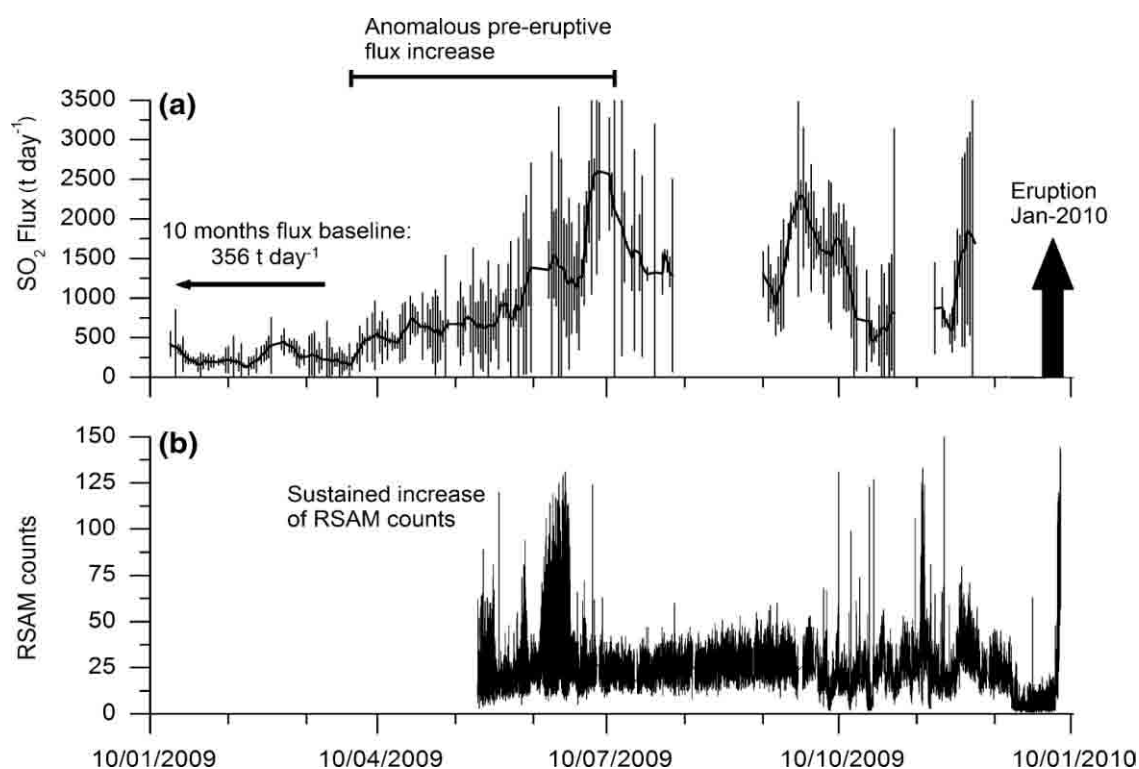 Anomalous pre-eruptive
flux increase
(a)
3500
3000
2500
2000
1500
1000
500
0
SO₂ Flux (t day⁻¹)
10 months flux baseline:
356 t day⁻¹
Eruption
Jan-2010
(b)
150
125
100
75
50
25
0
RSAM counts
Sustained increase
of RSAM counts
10/01/2009 10/04/2009 10/07/2009 10/10/2009 10/01/2010